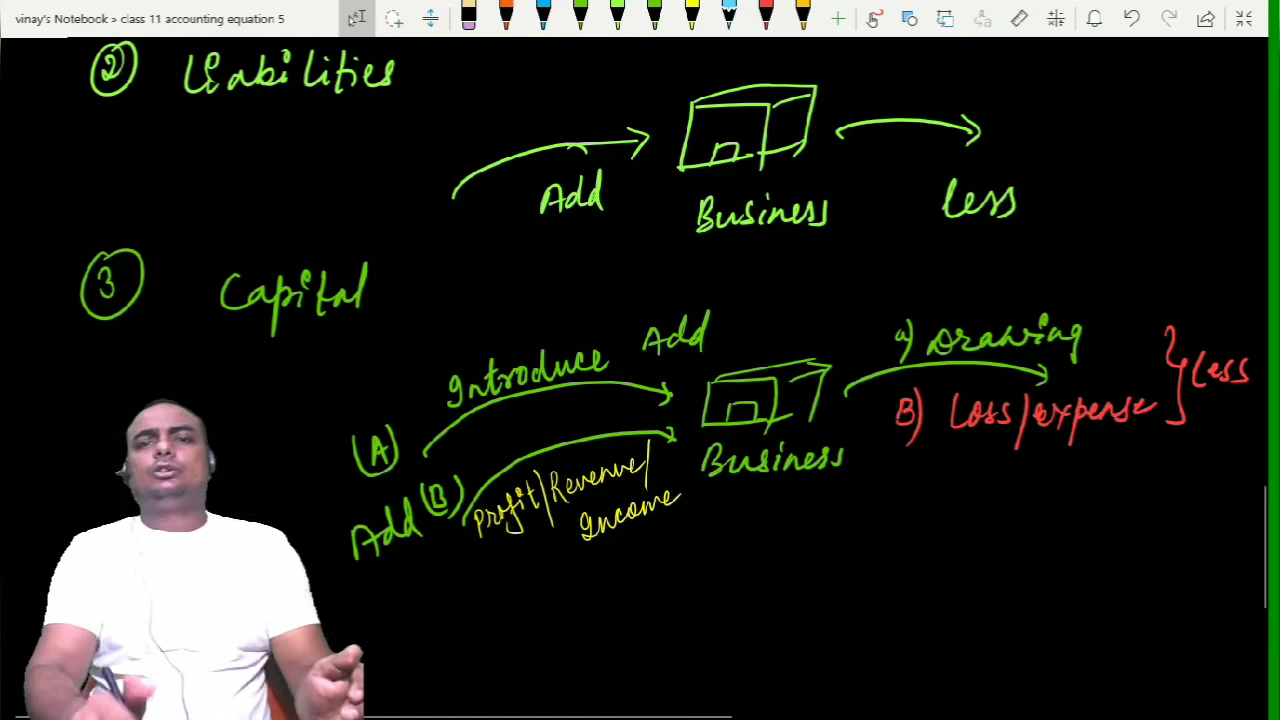 vinay's Notebook > class 11 accounting equation 5
② Liabilities
Add
Business
Less
③ Capital
Introduce Add
a) Drawing
B) Loss/expense } Less
(A)
Business
Add (B) Profit/Revenue/
Income